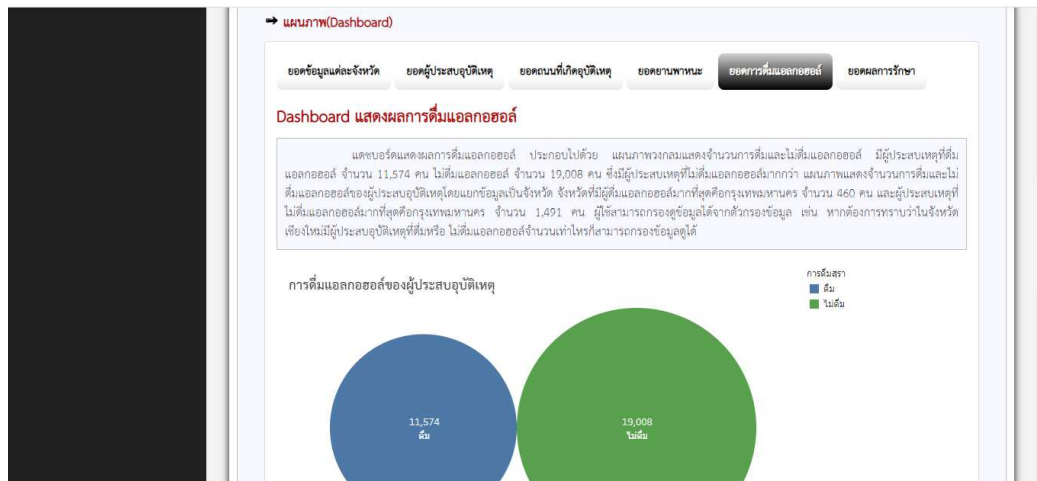 ➞ แผนภาพ(Dashboard)
ยอดข้อมูลแต่ละจังหวัด ยอดผู้ประสบอุบัติเหตุ ยอดถนนที่เกิดอุบัติเหตุ ยอดยานพาหนะ ยอดการดื่มแอลกอฮอล์ ยอดผลการรักษา
Dashboard แสดงผลการดื่มแอลกอฮอล์
แดชบอร์ดแสดงผลการดื่มแอลกอฮอล์ ประกอบไปด้วย แผนภาพวงกลมแสดงจำนวนการดื่มและไม่ดื่มแอลกอฮอล์ มีผู้ประสบเหตุที่ดื่ม
แอลกอฮอล์ จำนวน 11,574 คน ไม่ดื่มแอลกอฮอล์ จำนวน 19,008 คน ซึ่งมีผู้ประสบเหตุที่ไม่ดื่มแอลกอฮอล์มากกว่า แผนภาพแสดงจำนวนการดื่มและไม่
ดื่มแอลกอฮอล์ของผู้ประสบอุบัติเหตุโดยแยกข้อมูลเป็นจังหวัด จังหวัดที่มีผู้ดื่มแอลกอฮอล์มากที่สุดคือกรุงเทพมหานคร จำนวน 460 คน และผู้ประสบเหตุที่
ไม่ดื่มแอลกอฮอล์มากที่สุดคือกรุงเทพมหานคร จำนวน 1,491 คน ผู้ใช้สามารถกรองดูข้อมูลได้จากตัวกรองข้อมูล เช่น หากต้องการทราบว่าในจังหวัด
เชียงใหม่มีผู้ประสบอุบัติเหตุที่ดื่มหรือ ไม่ดื่มแอลกอฮอล์จำนวนเท่าไหรก็สามารถกรองข้อมูลดูได้
การดื่มแอลกอฮอล์ของผู้ประสบอุบัติเหตุ
การดื่มสุรา
ดื่ม
ไม่ดื่ม
11,574
ดื่ม
19,008
ไม่ดื่ม